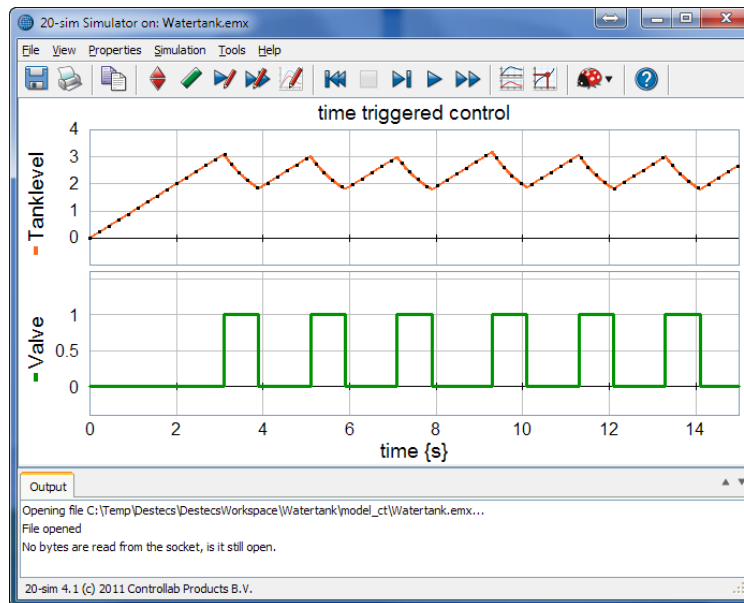 20-sim Simulator on: Watertank.emx
File View Properties Simulation Tools Help
time triggered control
4
3
2
1
0
Tanklevel
1
0.5
0
Valve
0 2 4 6 8 10 12 14
time {s}
Output
Opening file C:\Temp\Destecs\DestecsWorkspace\Watertank\model_ct\Watertank.emx...
File opened
No bytes are read from the socket, is it still open.
20-sim 4.1 (c) 2011 Controllab Products B.V.